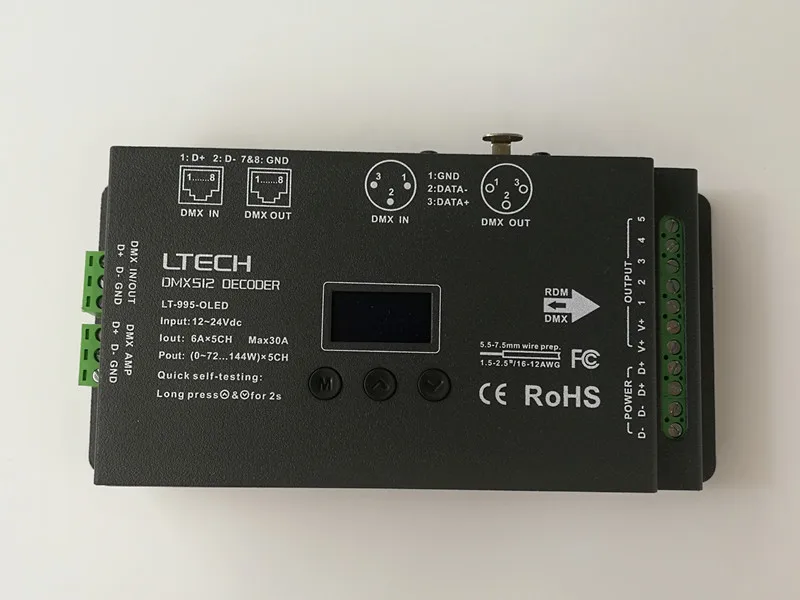 1: D+ 2: D- 7&8: GND
1......8
DMX IN
1......8
DMX OUT
3 1
2
DMX IN
1:GND
2:DATA-
3:DATA+
1 3
2
DMX OUT
DMX IN/OUT
D+ D- GND
DMX AMP
D+ D- GND
LTECH
DMX512 DECODER
LT-995-OLED
Input:12~24Vdc
Iout: 6A×5CH Max30A
Pout: (0~72...144W)×5CH
Quick self-testing:
Long press & for 2s
M
RDM
DMX
5.5-7.5mm wire prep.
1.5-2.5㎟/16-12AWG
FC
CE RoHS
OUTPUT
5
4
3
2
1
V+
V+
POWER
D+
D+
D-
D-